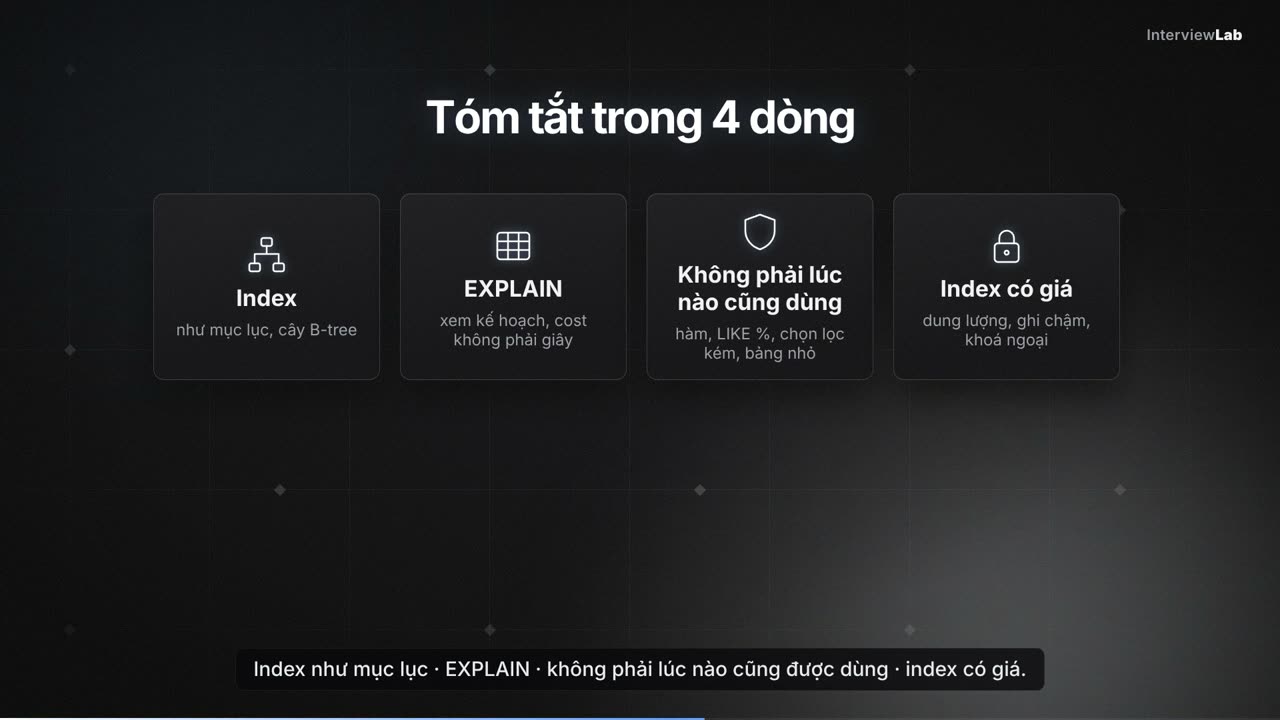 InterviewLab
Tóm tắt trong 4 dòng
Index
như mục lục, cây B-tree
EXPLAIN
xem kế hoạch, cost
không phải giây
Không phải lúc
nào cũng dùng
hàm, LIKE %, chọn lọc
kém, bảng nhỏ
Index có giá
dung lượng, ghi chậm,
khoá ngoại
Index như mục lục · EXPLAIN · không phải lúc nào cũng được dùng · index có giá.